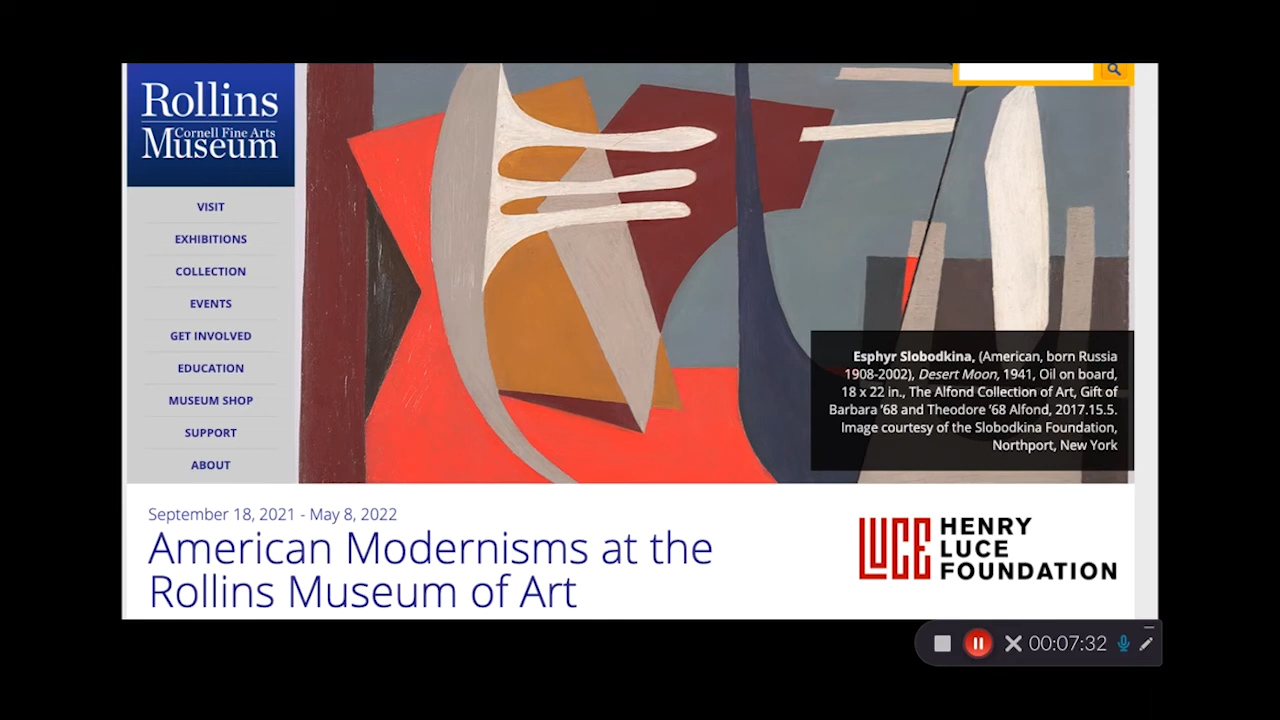 Rollins
Cornell Fine Arts
Museum
VISIT
EXHIBITIONS
COLLECTION
EVENTS
GET INVOLVED
EDUCATION
MUSEUM SHOP
SUPPORT
ABOUT
Esphyr Slobodkina, (American, born Russia
1908-2002), Desert Moon, 1941, Oil on board,
18 x 22 in., The Alfond Collection of Art, Gift of
Barbara '68 and Theodore '68 Alfond, 2017.15.5.
Image courtesy of the Slobodkina Foundation,
Northport, New York
September 18, 2021 - May 8, 2022
American Modernisms at the
Rollins Museum of Art
LUCE HENRY
LUCE
FOUNDATION
00:07:32